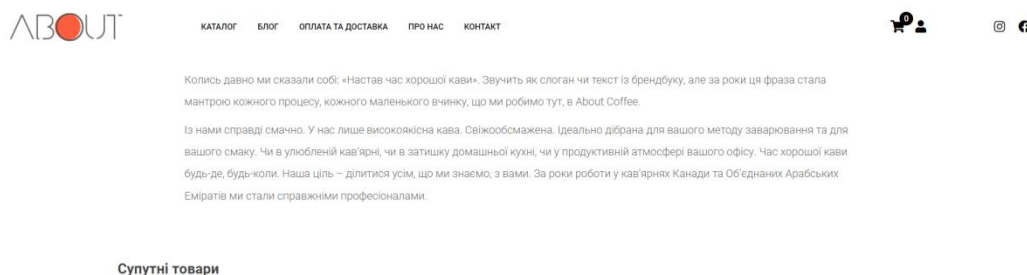 ABOUT
КАТАЛОГ БЛОГ ОПЛАТА ТА ДОСТАВКА ПРО НАС КОНТАКТ
0
Колись давно ми сказали собі: «Настав час хорошої кави». Звучить як слоган чи текст із брендбуку, але за роки ця фраза стала
мантрою кожного процесу, кожного маленького вчинку, що ми робимо тут, в About Coffee.
Із нами справді смачно. У нас лише високоякісна кава. Свіжообсмажена. Ідеально дібрана для вашого методу заварювання та для
вашого смаку. Чи в улюбленій кав'ярні, чи в затишку домашньої кухні, чи у продуктивній атмосфері вашого офісу. Час хорошої кави
будь-де, будь-коли. Наша ціль – ділитися усім, що ми знаємо, з вами. За роки роботи у кав'ярнях Канади та Об'єднаних Арабських
Еміратів ми стали справжніми професіоналами.
Супутні товари